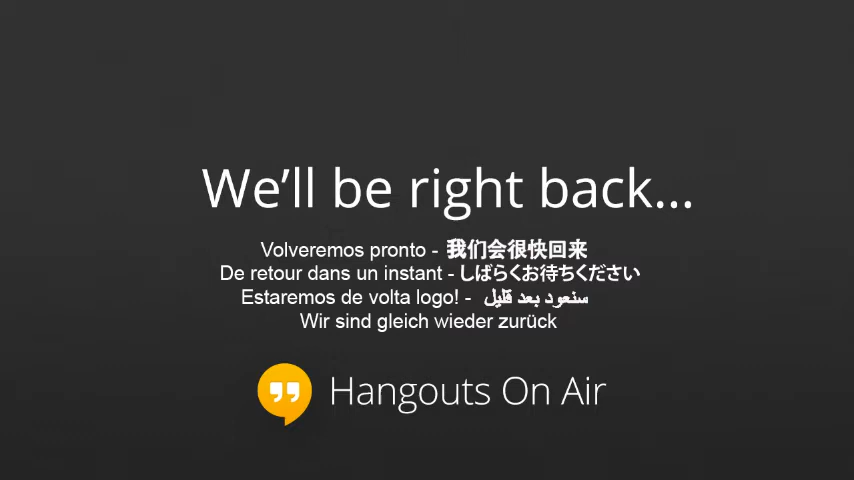 We'll be right back...
Volveremos pronto - 我们会很快回来
De retour dans un instant - しばらくお待ちください
Estaremos de volta logo! - سنعود بعد قليل
Wir sind gleich wieder zurück
Hangouts On Air